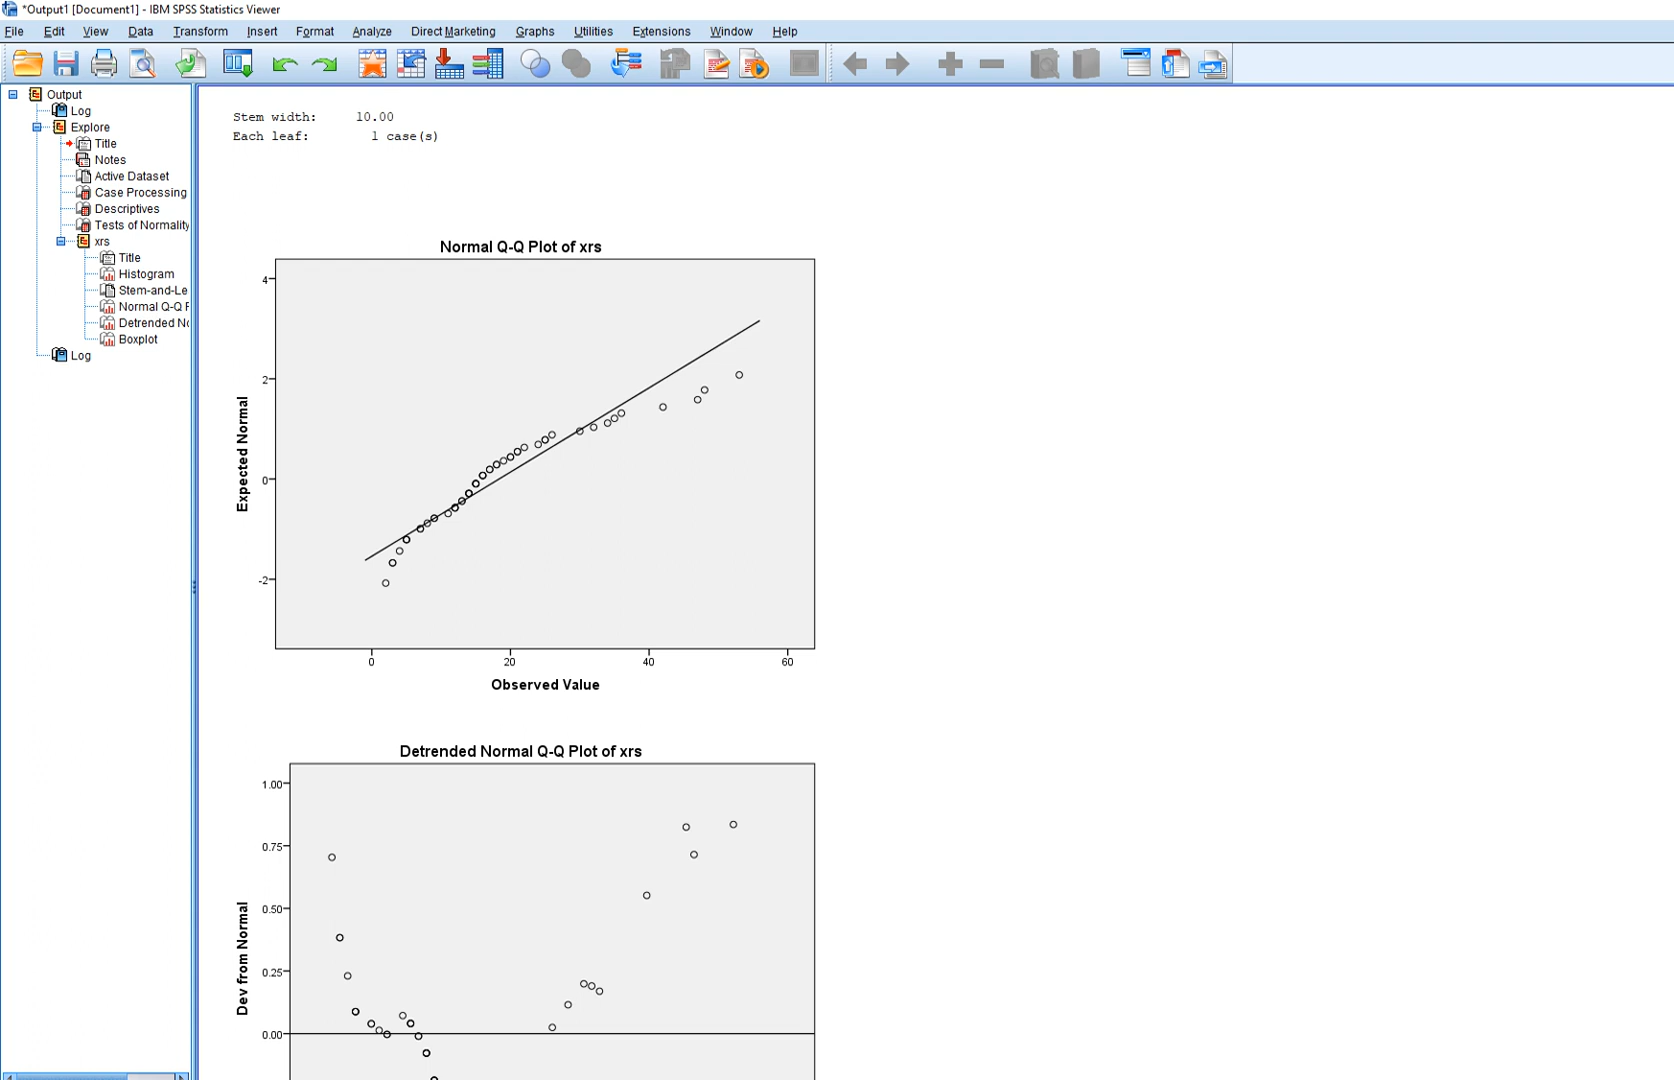 *Output1 [Document1] - IBM SPSS Statistics Viewer
File Edit View Data Transform Insert Format Analyze Direct Marketing Graphs Utilities Extensions Window Help
Output
Log
Explore
Title
Notes
Active Dataset
Case Processing
Descriptives
Tests of Normality
xrs
Title
Histogram
Stem-and-Le
Normal Q-Q P
Detrended No
Boxplot
Log
Stem width: 10.00
Each leaf: 1 case(s)
Normal Q-Q Plot of xrs
4
2
0
-2
Expected Normal
0 20 40 60
Observed Value
Detrended Normal Q-Q Plot of xrs
1.00
0.75
0.50
0.25
0.00
Dev from Normal